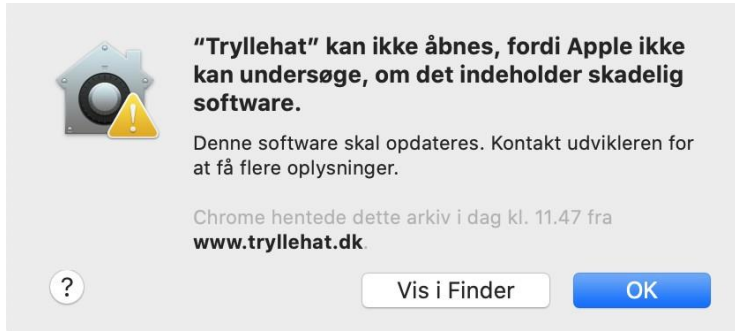 “Tryllehat” kan ikke åbnes, fordi Apple ikke
kan undersøge, om det indeholder skadelig
software.
Denne software skal opdateres. Kontakt udvikleren for
at få flere oplysninger.
Chrome hentede dette arkiv i dag kl. 11.47 fra
www.tryllehat.dk.
?
Vis i Finder
OK